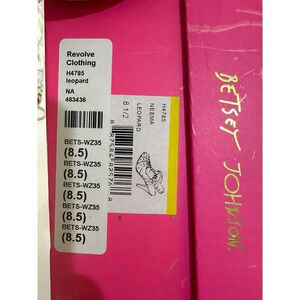 Revolve
Clothing
H4785
leopard
NA
483436
BETS-WZ35
(8.5)
BETS-WZ35
(8.5)
BETS-WZ35
(8.5)
BETS-WZ35
(8.5)
BETS-WZ35
(8.5)
H4785
NEEMA
LEOPARD
8 1/2
BETSEY JOHNSON.